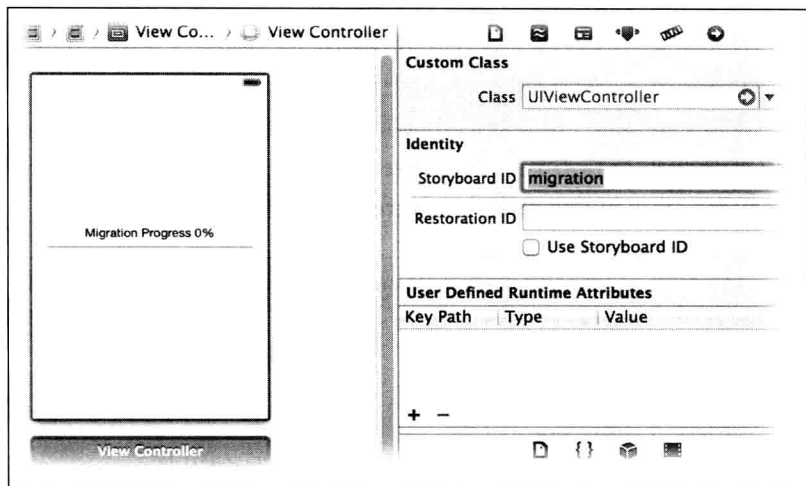 View Co... View Controller
Custom Class
Class UIViewController
Identity
Storyboard ID migration
Restoration ID
Use Storyboard ID
Migration Progress 0%
User Defined Runtime Attributes
Key Path Type Value
+ −
View Controller
{ }